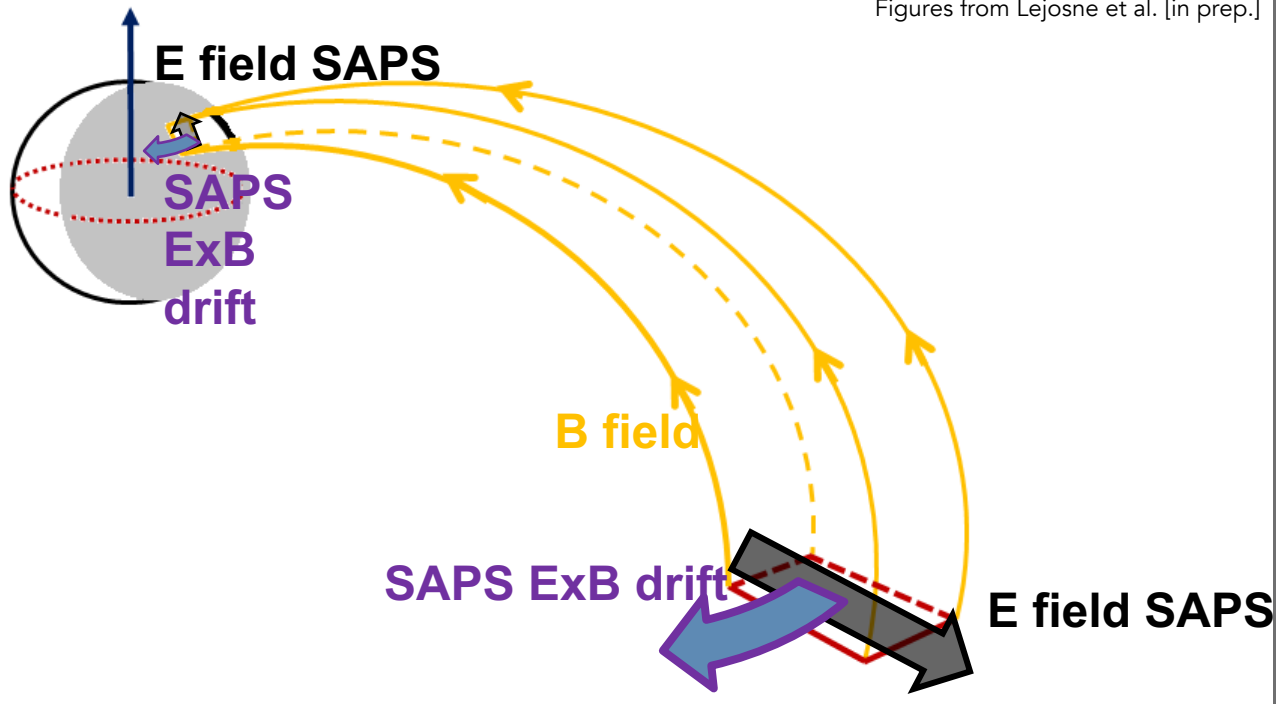 Figures from Lejosne et al. [in prep.]
E field SAPS
SAPS
ExB
drift
B field
SAPS ExB drift
E field SAPS